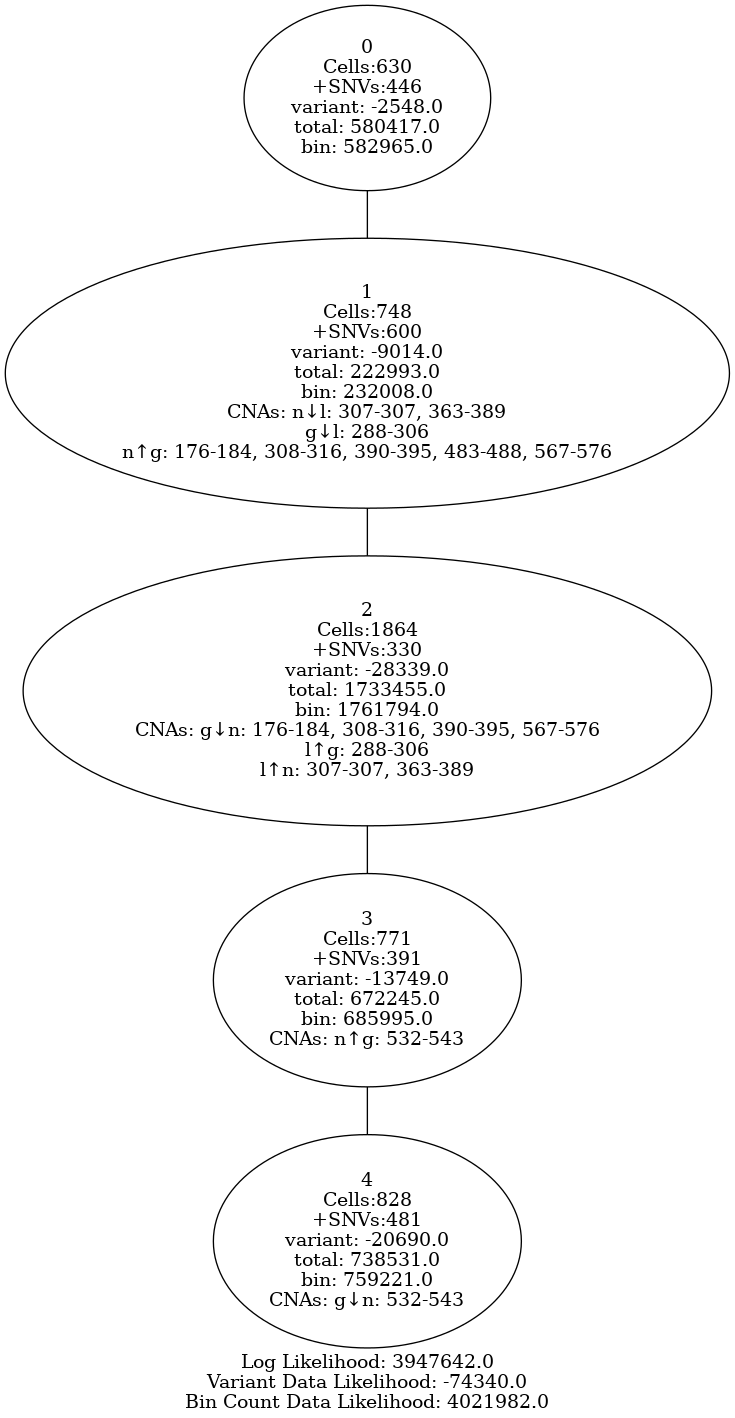 0
Cells:630
+SNVs:446
variant: -2548.0
total: 580417.0
bin: 582965.0
1
Cells:748
+SNVs:600
variant: -9014.0
total: 222993.0
bin: 232008.0
CNAs: n↓l: 307-307, 363-389
g↓l: 288-306
n↑g: 176-184, 308-316, 390-395, 483-488, 567-576
2
Cells:1864
+SNVs:330
variant: -28339.0
total: 1733455.0
bin: 1761794.0
CNAs: g↓n: 176-184, 308-316, 390-395, 567-576
l↑g: 288-306
l↑n: 307-307, 363-389
3
Cells:771
+SNVs:391
variant: -13749.0
total: 672245.0
bin: 685995.0
CNAs: n↑g: 532-543
4
Cells:828
+SNVs:481
variant: -20690.0
total: 738531.0
bin: 759221.0
CNAs: g↓n: 532-543
Log Likelihood: 3947642.0
Variant Data Likelihood: -74340.0
Bin Count Data Likelihood: 4021982.0